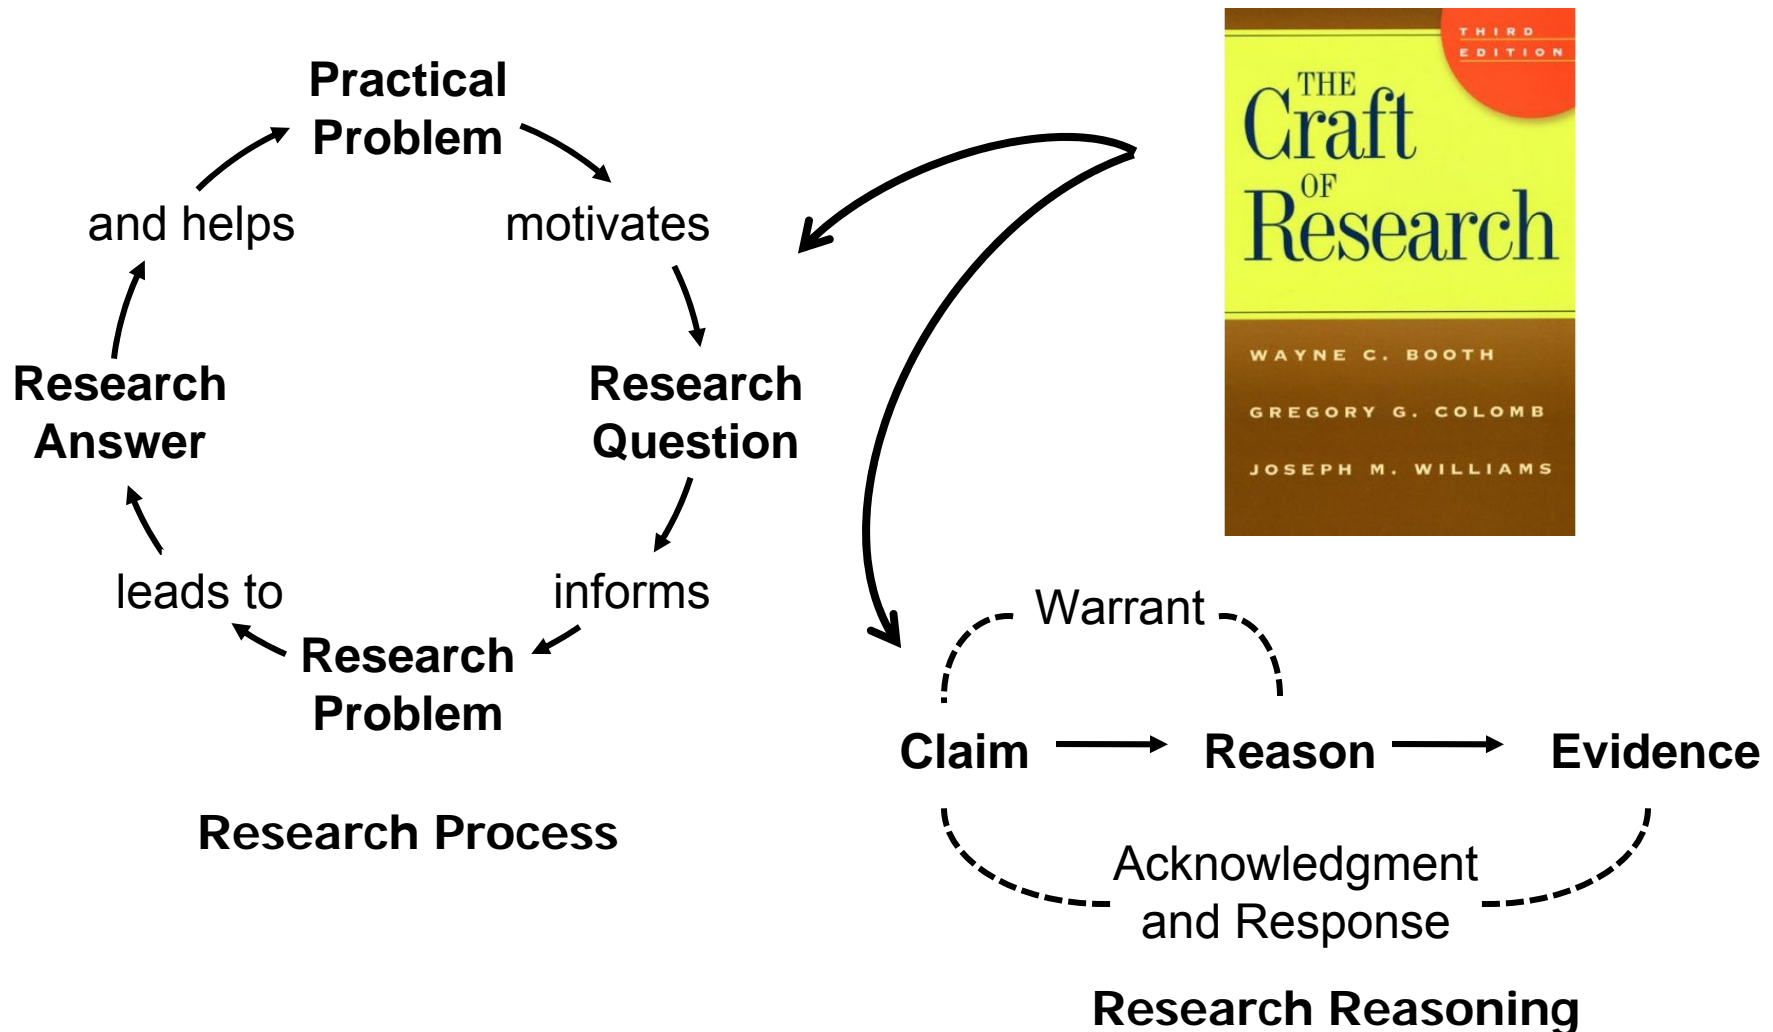 Practical
Problem
motivates
Research
Question
informs
Research
Problem
leads to
Research
Answer
and helps
Research Process
THIRD
EDITION
THE
Craft
OF
Research
WAYNE C. BOOTH
GREGORY G. COLOMB
JOSEPH M. WILLIAMS
Warrant
Claim
Reason
Evidence
Acknowledgment
and Response
Research Reasoning